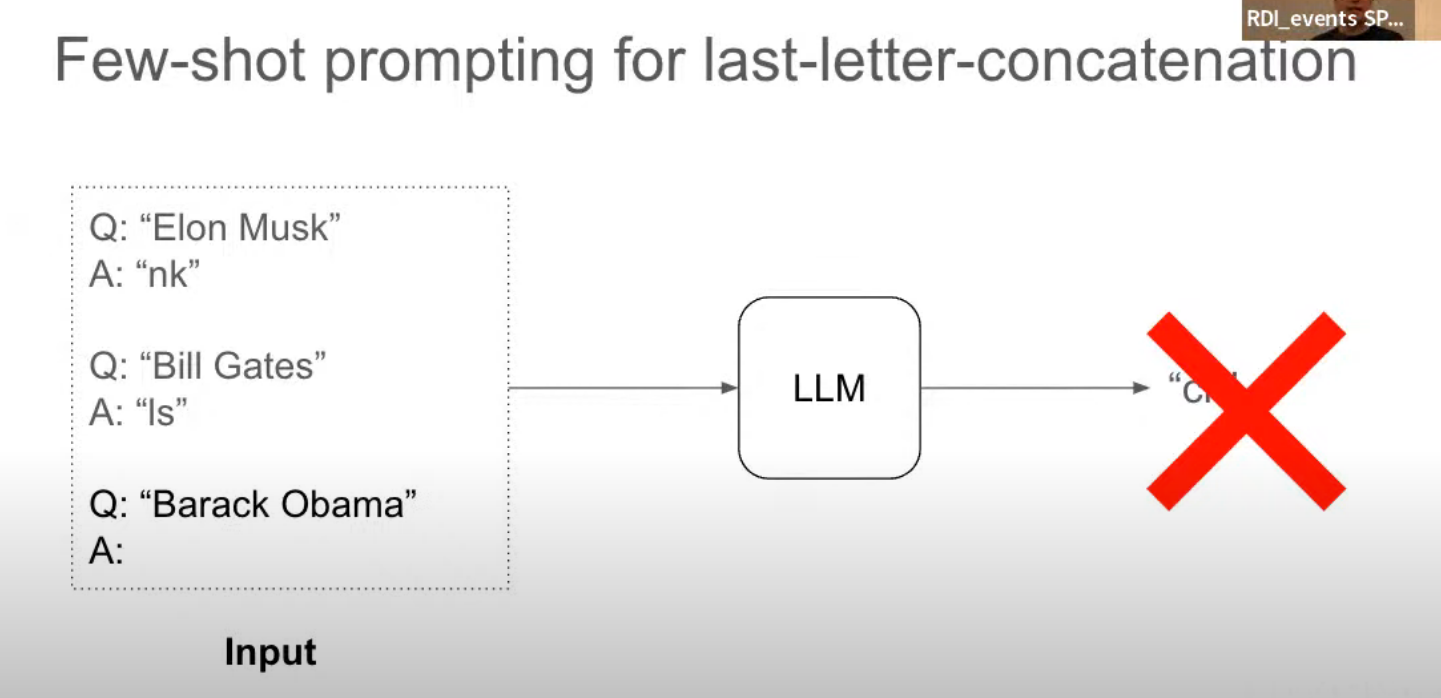 RDI_events SP...
Few-shot prompting for last-letter-concatenation
Q: “Elon Musk”
A: “nk”
Q: “Bill Gates”
A: “ls”
Q: “Barack Obama”
A:
LLM
Input